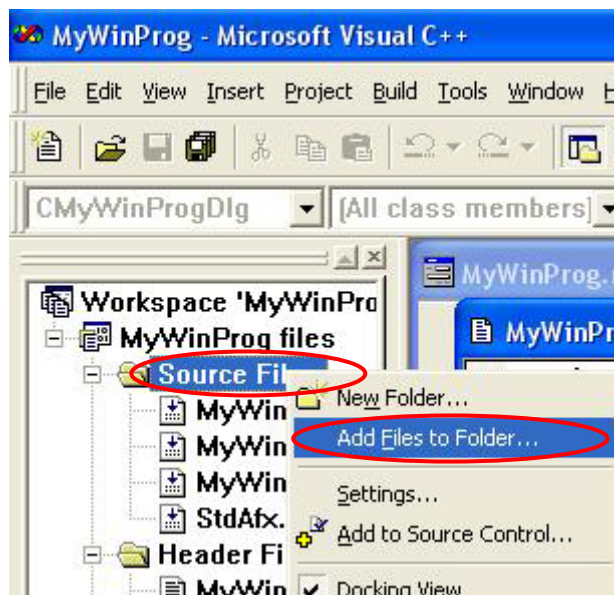 MyWinProg - Microsoft Visual C++
File Edit View Insert Project Build Tools Window
CMyWinProgDlg [All class members]
Workspace 'MyWinPro
MyWinProg files
Source Fil
MyWin
MyWin
MyWin
StdAfx.
Header Fi
MyWin
MyWinProg.
MyWinPr
New Folder...
Add Files to Folder...
Settings...
Add to Source Control...
Docking View